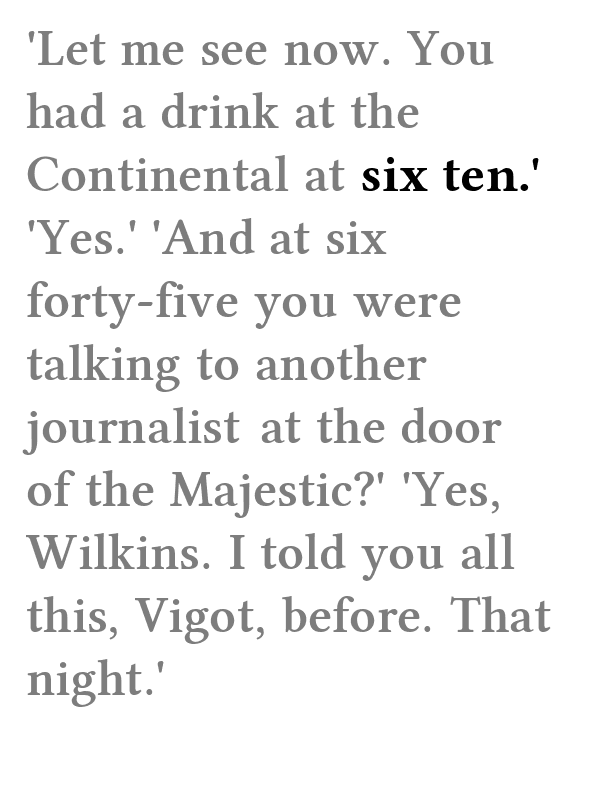 'Let me see now. You
had a drink at the
Continental at six ten.'
'Yes.' 'And at six
forty-five you were
talking to another
journalist at the door
of the Majestic?' 'Yes,
Wilkins. I told you all
this, Vigot, before. That
night.'